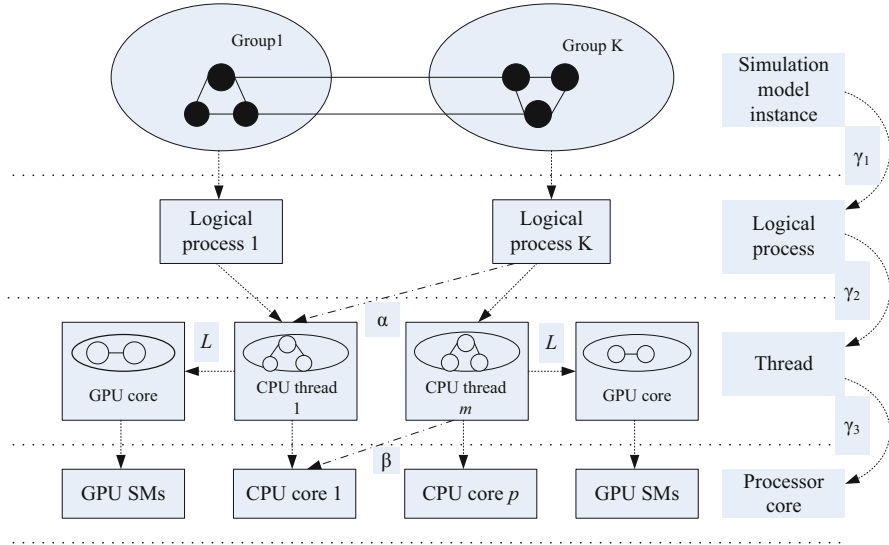 Group1
Group K
Simulation
model
instance
γ1
Logical
process 1
Logical
process K
Logical
process
γ2
α
L
L
GPU core
CPU thread
1
CPU thread
m
GPU core
Thread
γ3
β
GPU SMs
CPU core 1
CPU core p
GPU SMs
Processor
core